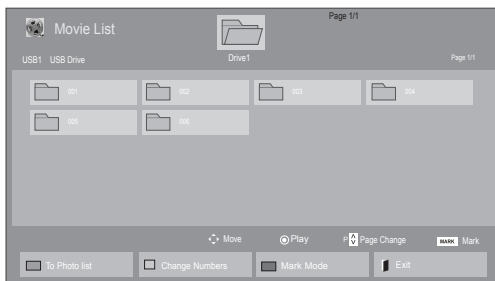 Movie List
Page 1/1
USB1 USB Drive
Drive1
Page 1/1
001 002 003 004
005 006
Move Play P Page Change MARK Mark
To Photo list Change Numbers Mark Mode Exit